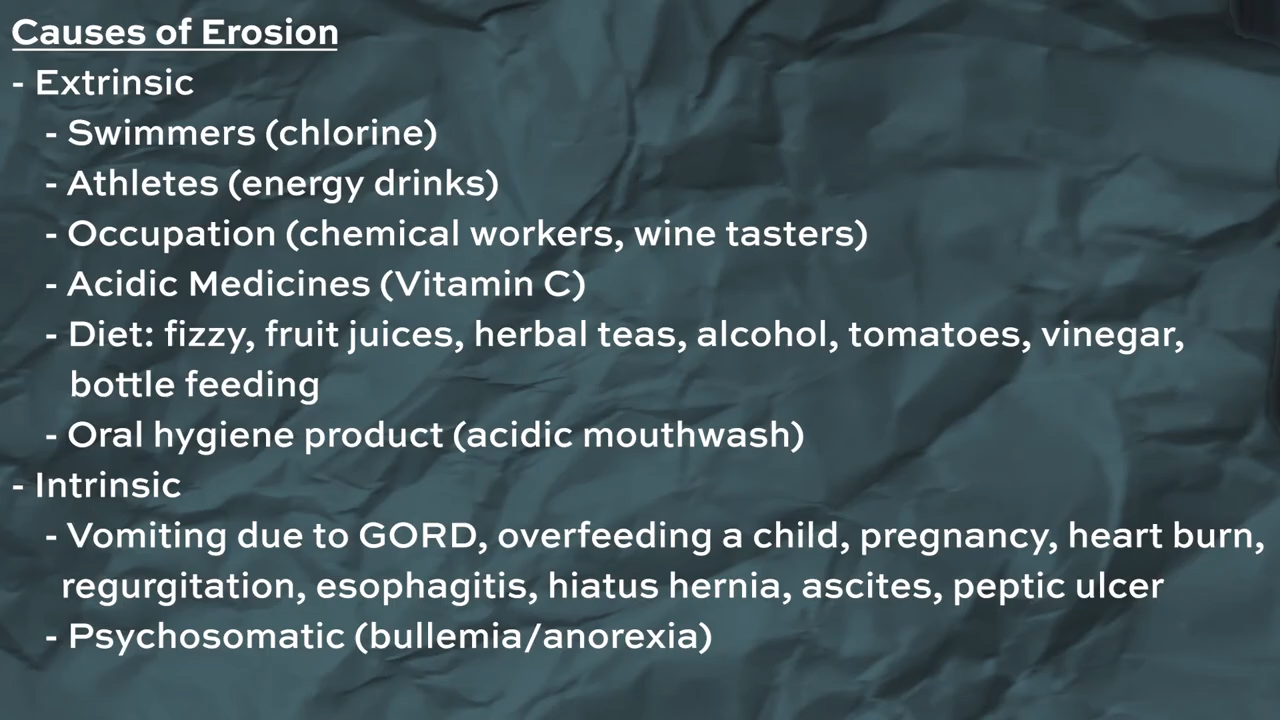 Causes of Erosion
- Extrinsic
- Swimmers (chlorine)
- Athletes (energy drinks)
- Occupation (chemical workers, wine tasters)
- Acidic Medicines (Vitamin C)
- Diet: fizzy, fruit juices, herbal teas, alcohol, tomatoes, vinegar,
bottle feeding
- Oral hygiene product (acidic mouthwash)
- Intrinsic
- Vomiting due to GORD, overfeeding a child, pregnancy, heart burn,
regurgitation, esophagitis, hiatus hernia, ascites, peptic ulcer
- Psychosomatic (bullemia/anorexia)